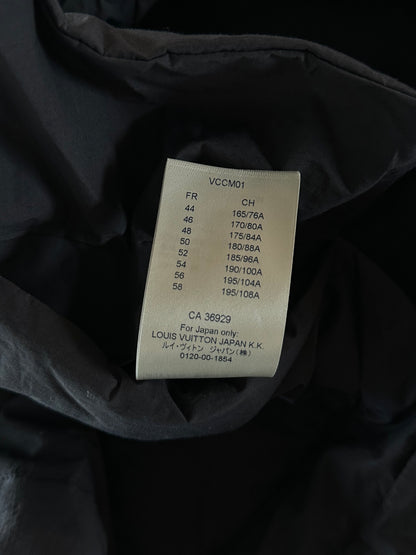 VCCM01
FR CH
44 165/76A
46 170/80A
48 175/84A
50 180/88A
52 185/96A
54 190/100A
56 195/104A
58 195/108A
CA 36929
For Japan only:
LOUIS VUITTON JAPAN K.K.
ルイ・ヴィトン ジャパン(株)
0120-00-1854